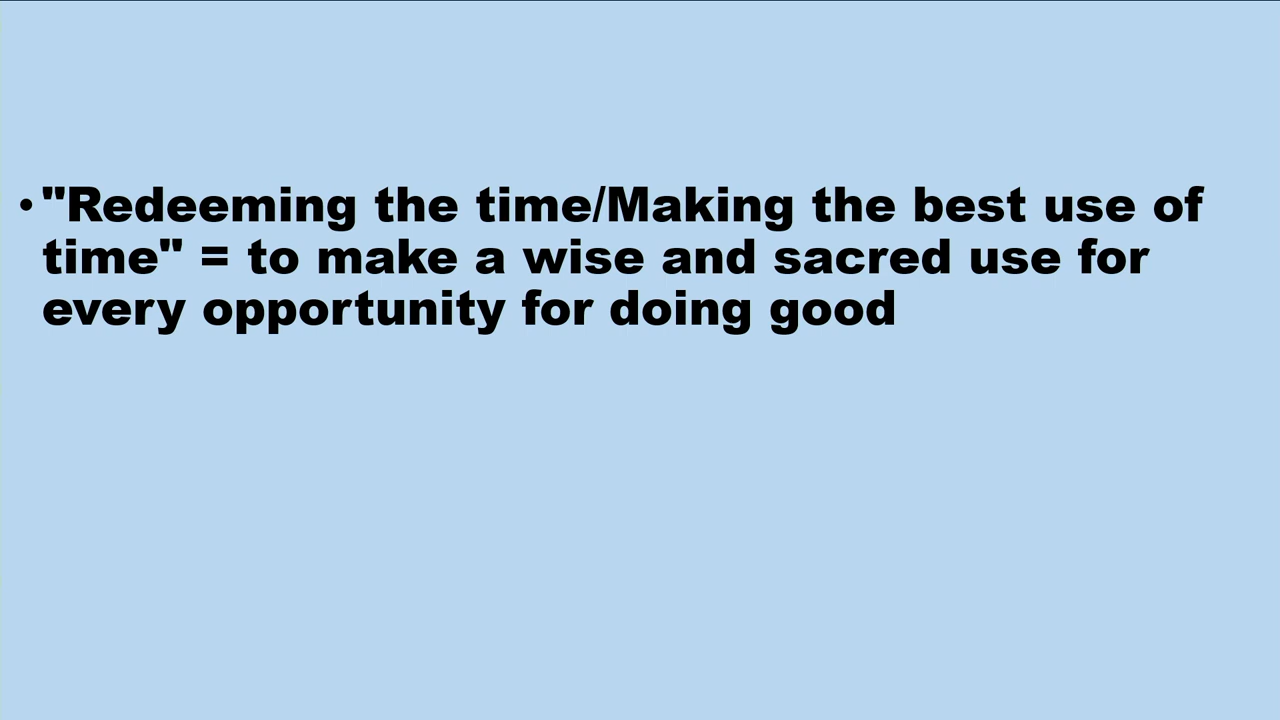 • "Redeeming the time/Making the best use of
time" = to make a wise and sacred use for
every opportunity for doing good